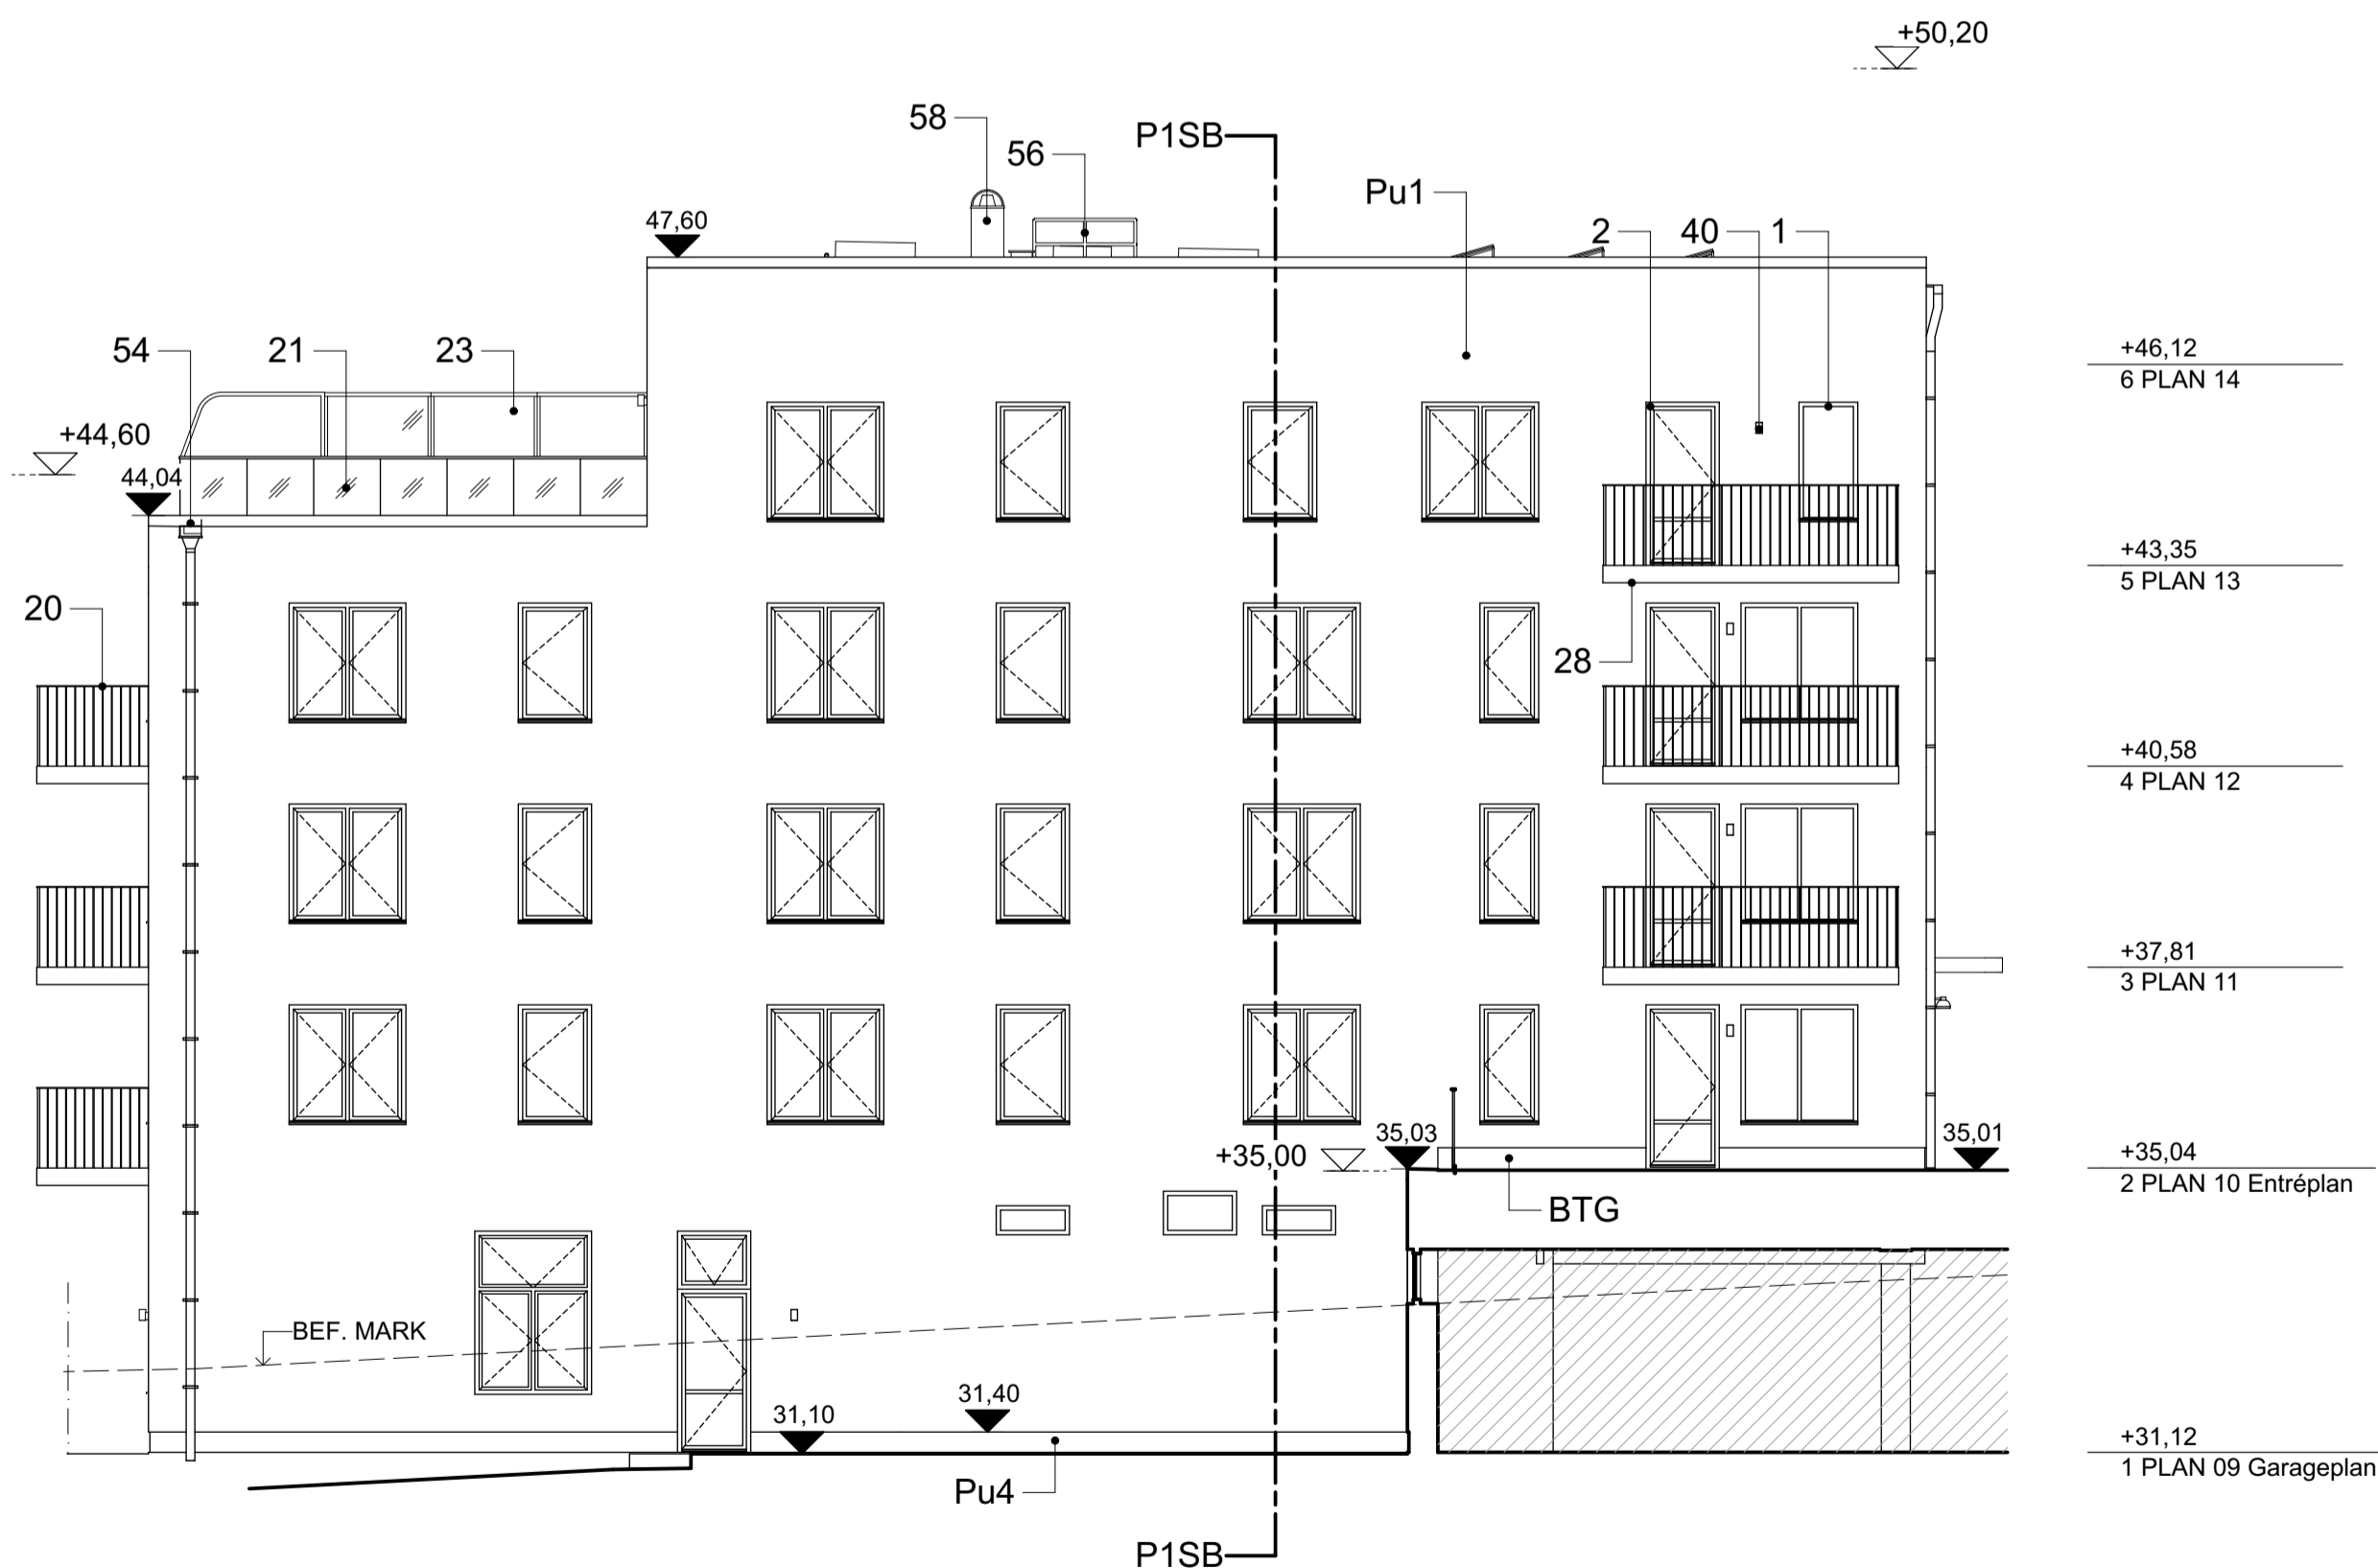 +50,20
58
P1SB
56
Pu1
47,60
2
40
1
54
21
23
+46,12
6 PLAN 14
+44,60
44,04
+43,35
5 PLAN 13
20
28
+40,58
4 PLAN 12
+37,81
3 PLAN 11
35,03
35,01
+35,00
+35,04
2 PLAN 10 Entréplan
BTG
BEF. MARK
31,40
31,10
+31,12
1 PLAN 09 Garageplan
Pu4
P1SB